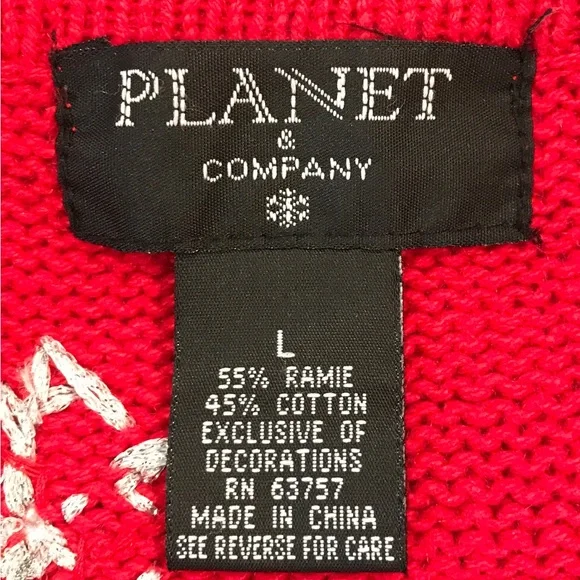 PLANET
&
COMPANY
L
55% RAMIE
45% COTTON
EXCLUSIVE OF
DECORATIONS
RN 63757
MADE IN CHINA
SEE REVERSE FOR CARE